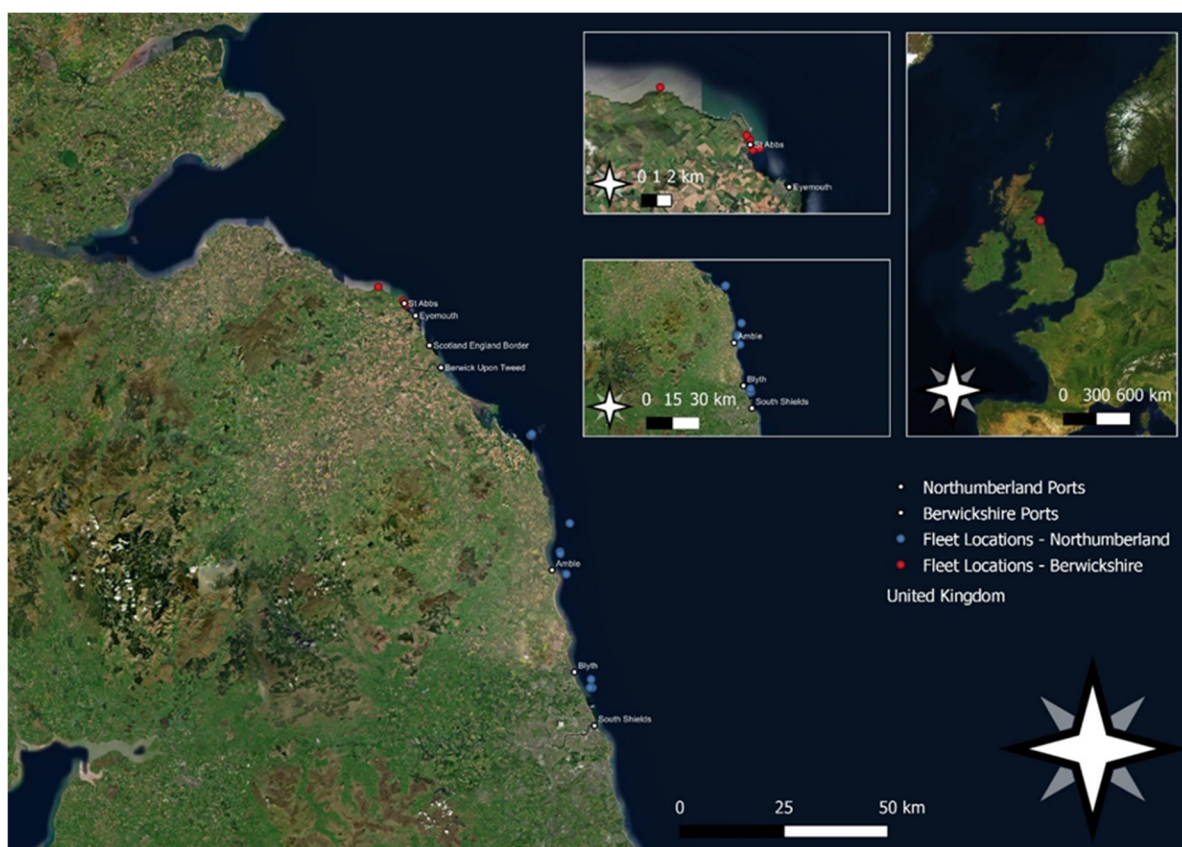 0 1 2 km
St Abbs
Eyemouth
0 15 30 km
Amble
Blyth
South Shields
0 300 600 km
St Abbs
Eyemouth
Scotland England Border
Berwick Upon Tweed
Amble
Blyth
South Shields
Northumberland Ports
Berwickshire Ports
Fleet Locations - Northumberland
Fleet Locations - Berwickshire
United Kingdom
0 25 50 km